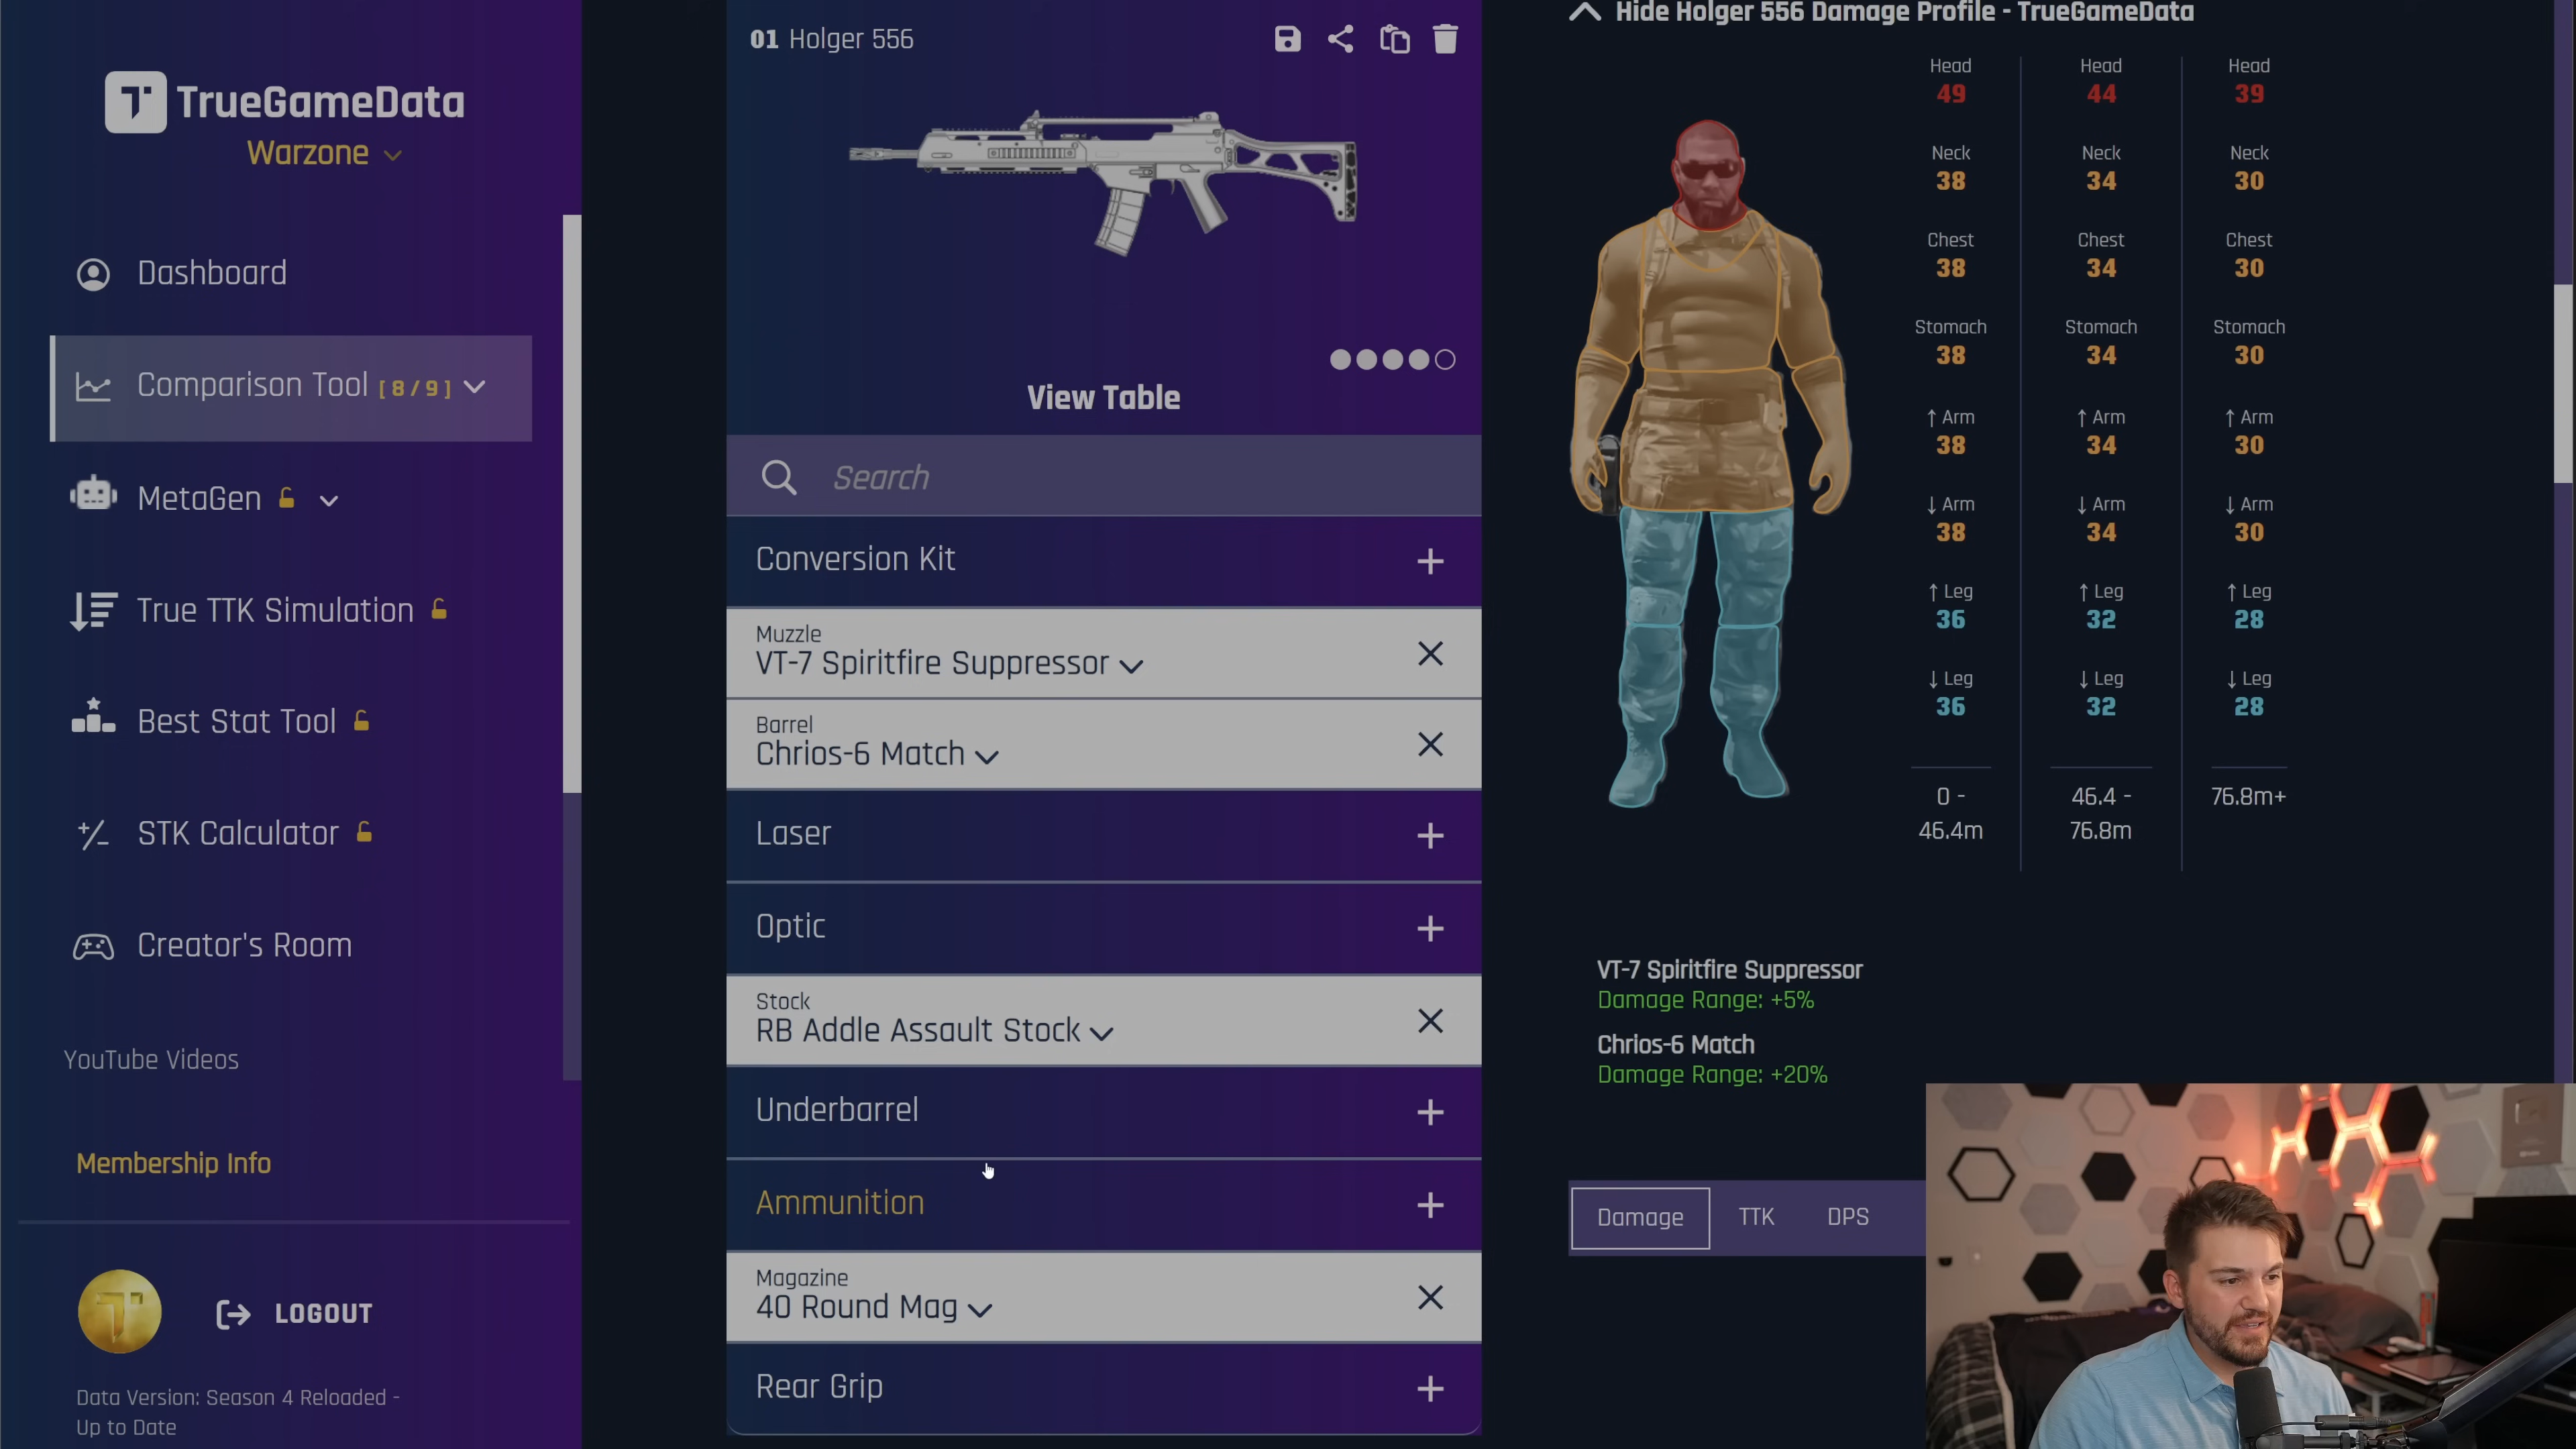 TrueGameData
Warzone
Dashboard
Comparison Tool [8/9]
MetaGen
True TTK Simulation
Best Stat Tool
STK Calculator
Creator's Room
YouTube Videos
Membership Info
LOGOUT
Data Version: Season 4 Reloaded -
Up to Date
01 Holger 556
View Table
Search
Conversion Kit
Muzzle
VT-7 Spiritfire Suppressor
Barrel
Chrios-6 Match
Laser
Optic
Stock
RB Addle Assault Stock
Underbarrel
Ammunition
Magazine
40 Round Mag
Rear Grip
Hide Holger 556 Damage Profile - TrueGameData
Head Head Head
49 44 39
Neck Neck Neck
38 34 30
Chest Chest Chest
38 34 30
Stomach Stomach Stomach
38 34 30
↑ Arm ↑ Arm ↑ Arm
38 34 30
↓ Arm ↓ Arm ↓ Arm
38 34 30
↑ Leg ↑ Leg ↑ Leg
36 32 28
↓ Leg ↓ Leg ↓ Leg
36 32 28
0 - 46.4 - 76.8m+
46.4m 76.8m
VT-7 Spiritfire Suppressor
Damage Range: +5%
Chrios-6 Match
Damage Range: +20%
Damage TTK DPS